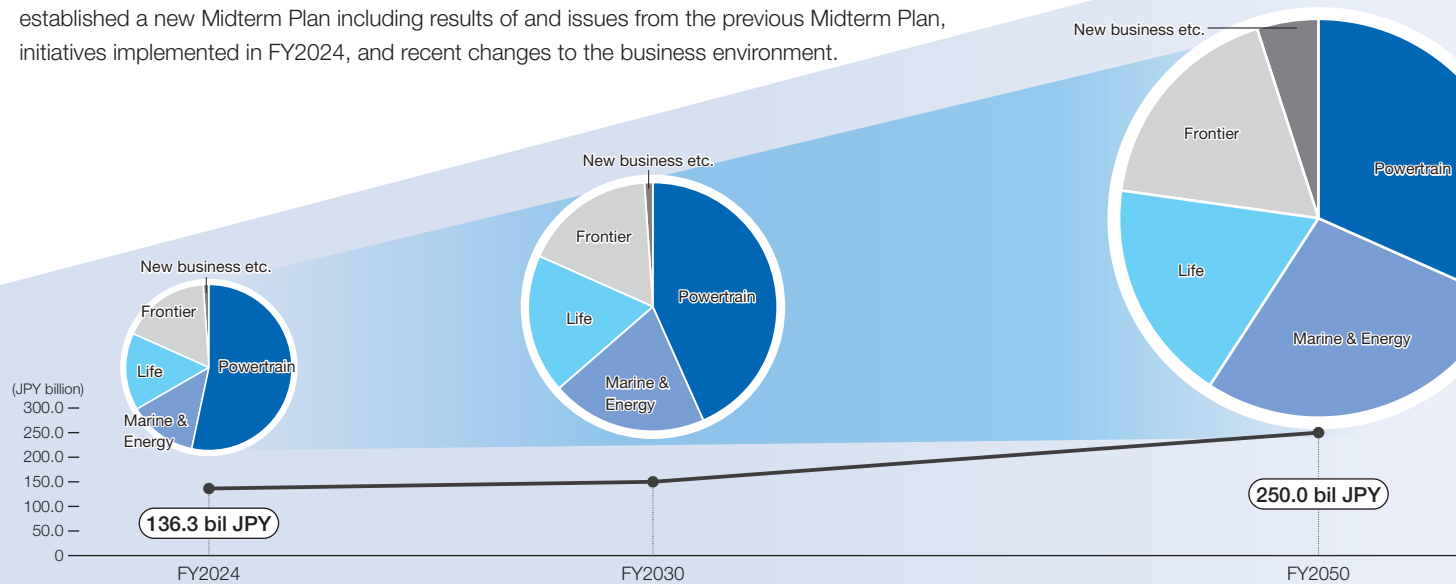 established a new Midterm Plan including results of and issues from the previous Midterm Plan,
initiatives implemented in FY2024, and recent changes to the business environment.
New business etc.
Frontier
Powertrain
Life
Marine & Energy
New business etc.
Frontier
Powertrain
Life
Marine &
Energy
New business etc.
Frontier
Powertrain
Life
Marine &
Energy
(JPY billion)
300.0
250.0
200.0
150.0
100.0
50.0
0
136.3 bil JPY
250.0 bil JPY
FY2024
FY2030
FY2050